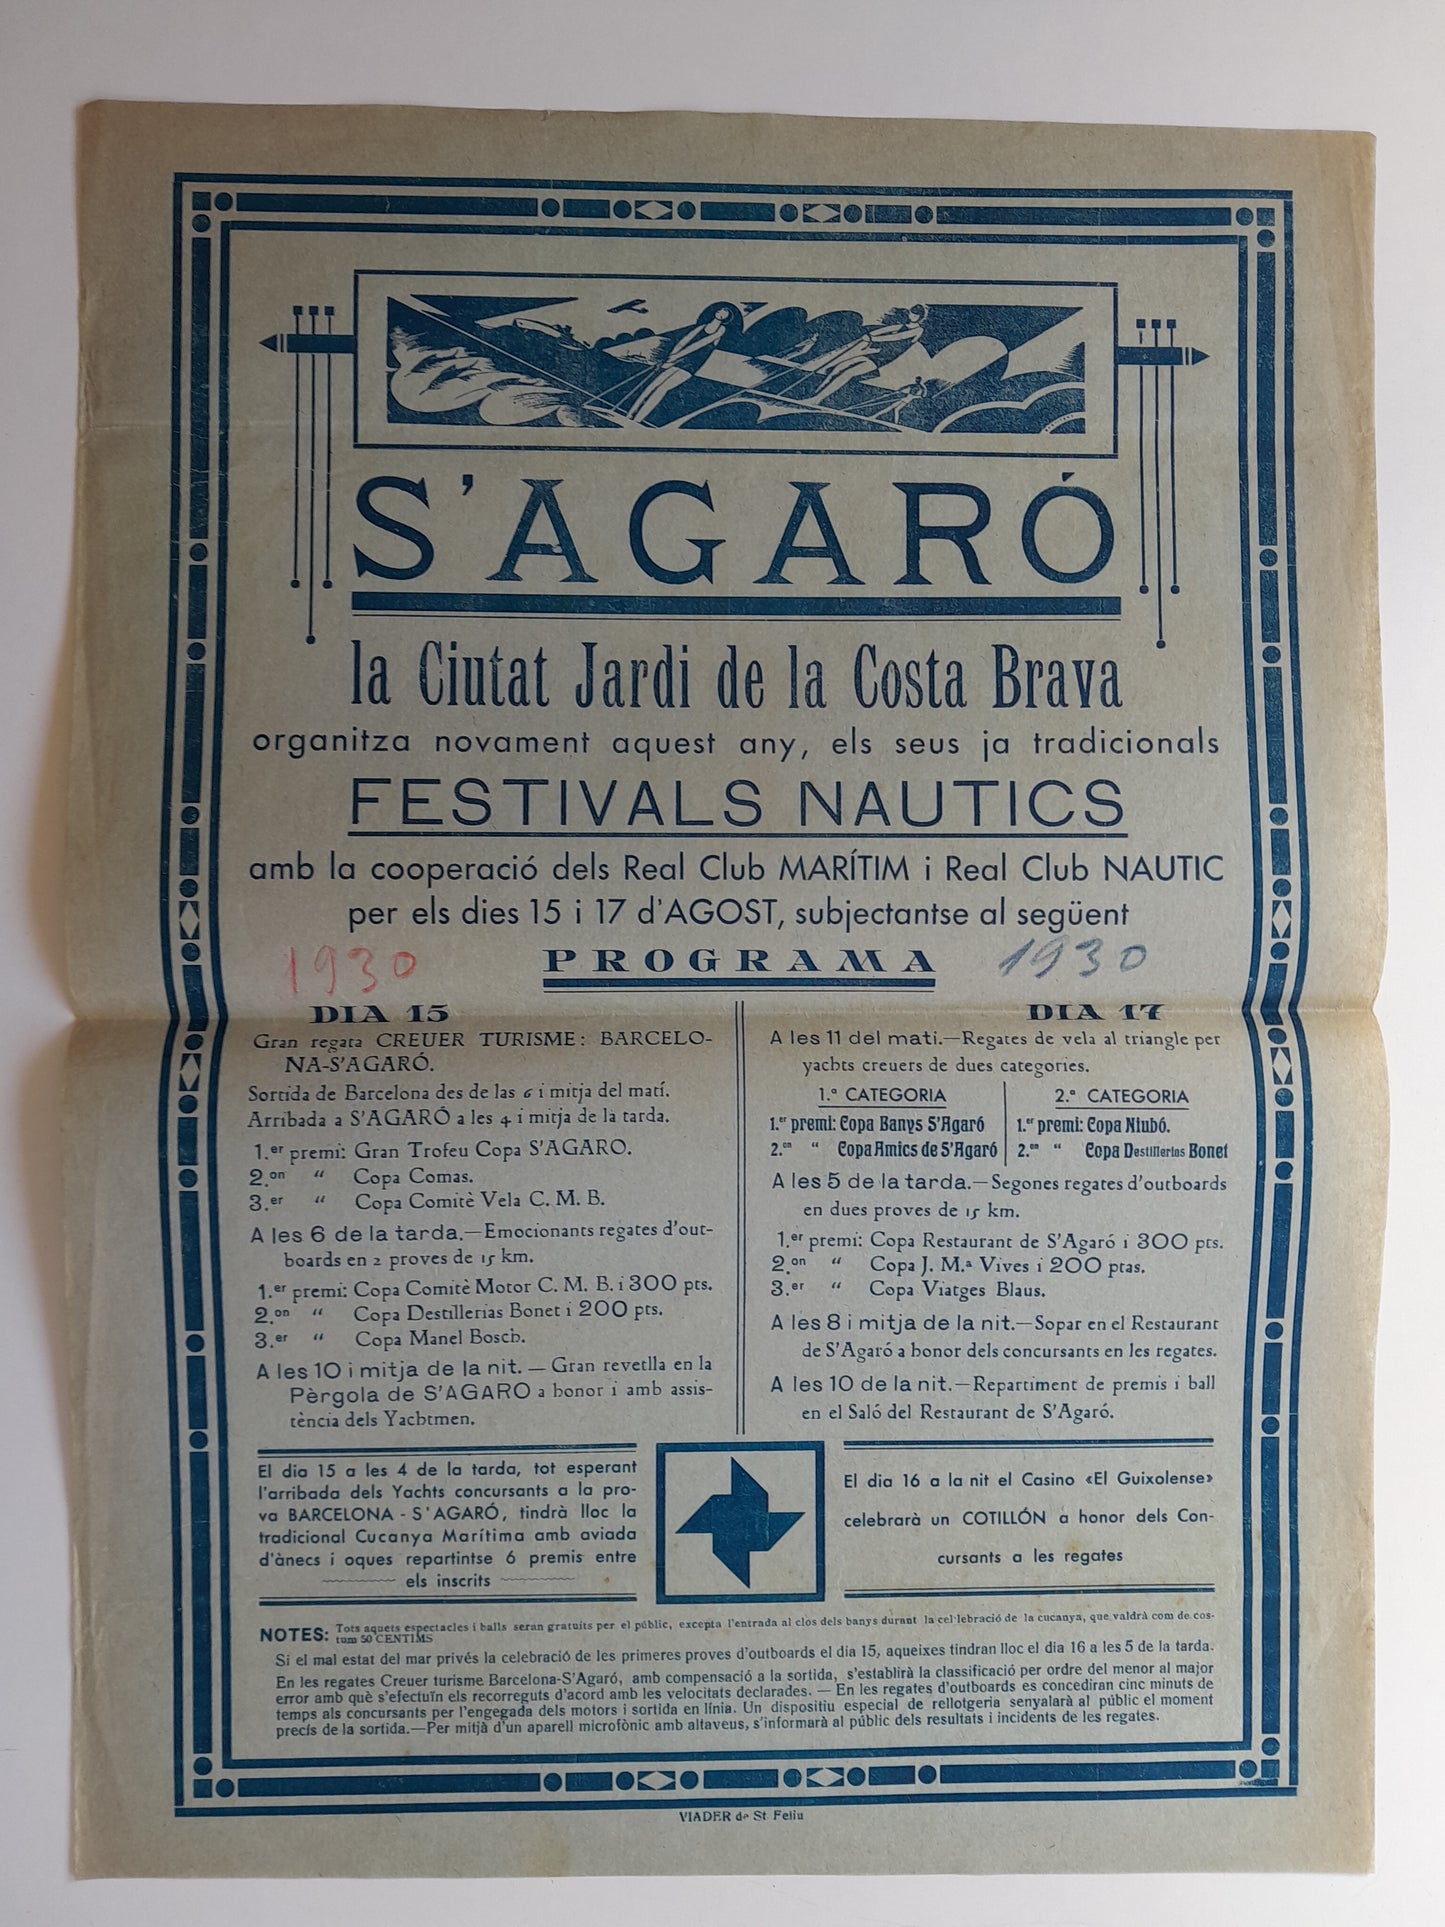 S'AGARÓ
la Ciutat Jardi de la Costa Brava
organitza novament aquest any, els seus ja tradicionals
FESTIVALS NAUTICS
amb la cooperació dels Real Club MARÍTIM i Real Club NAUTIC
per els dies 15 i 17 d'AGOST, subjectantse al següent
1930
PROGRAMA
1930
DIA 15
Gran regata CREUER TURISME: BARCELO-
NA-S'AGARÓ.
Sortida de Barcelona des de las 6 i mitja del matí.
Arribada a S'AGARÓ a les 4 i mitja de la tarda.
1.er premi: Gran Trofeu Copa S'AGARO.
2.on “ Copa Comas.
3.er “ Copa Comitè Vela C. M. B.
A les 6 de la tarda.—Emocionants regates d'out-
boards en 2 proves de 15 km.
1.er premi: Copa Comitè Motor C. M. B. i 300 pts.
2.on “ Copa Destillerias Bonet i 200 pts.
3.er “ Copa Manel Bosch.
A les 10 i mitja de la nit. — Gran revetlla en la
Pèrgola de S'AGARO a honor i amb assis-
tència dels Yachtmen.
DIA 17
A les 11 del mati.—Regates de vela al triangle per
yachts creuers de dues categories.
1.ª CATEGORIA
1.er premi: Copa Banys S'Agaró
2.on “ Copa Amics de S'Agaró
2.ª CATEGORIA
1.er premi: Copa Niubó.
2.on “ Copa Destillerias Bonet
A les 5 de la tarda.—Segones regates d'outboards
en dues proves de 15 km.
1.er premi: Copa Restaurant de S'Agaró i 300 pts.
2.on “ Copa J. M.ª Vives i 200 ptas.
3.er “ Copa Viatges Blaus.
A les 8 i mitja de la nit.—Sopar en el Restaurant
de S'Agaró a honor dels concursants en les regates.
A les 10 de la nit.—Repartiment de premis i ball
en el Saló del Restaurant de S'Agaró.
El dia 15 a les 4 de la tarda, tot esperant
l'arribada dels Yachts concursants a la pro-
va BARCELONA - S'AGARÓ, tindrà lloc la
tradicional Cucanya Marítima amb aviada
d'ànecs i oques repartintse 6 premis entre
els inscrits
El dia 16 a la nit el Casino «El Guixolense»
celebrarà un COTILLÓN a honor dels Con-
cursants a les regates
NOTES: Tots aquets espectacles i balls seran gratuits per el públic, excepta l'entrada al clos dels banys durant la cel·lebració de la cucanya, que valdrá com de cos-
tum 50 CENTIMS
Si el mal estat del mar privés la celebració de les primeres proves d'outboards el dia 15, aqueixes tindran lloc el dia 16 a les 5 de la tarda.
En les regates Creuer turisme Barcelona-S'Agaró, amb compensació a la sortida, s'establirà la classificació per ordre del menor al major
error amb què s'efectuïn els recorreguts d'acord amb les velocitats declarades. — En les regates d'outboards es concediran cinc minuts de
temps als concursants per l'engegada dels motors i sortida en línia. Un dispositiu especial de rellotgeria senyalarà al públic el moment
precís de la sortida.—Per mitjà d'un aparell microfònic amb altaveus, s'informarà al públic dels resultats i incidents de les regates.
VIADER de St Feliu